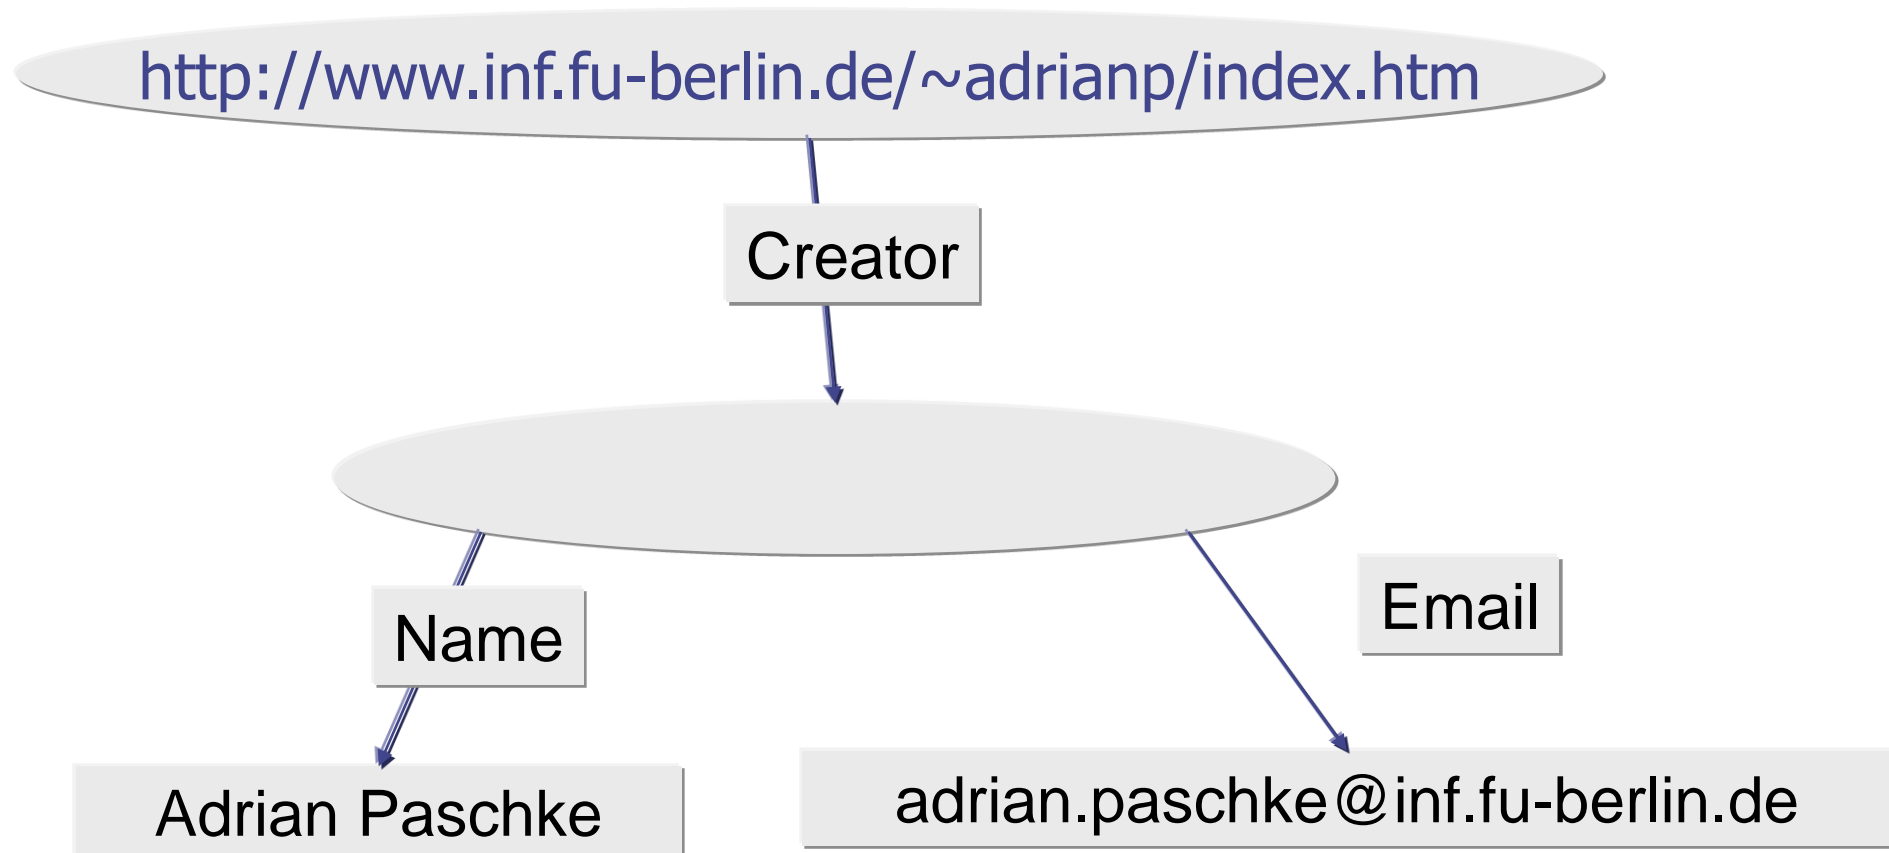 http://www.inf.fu-berlin.de/~adrianp/index.htm
Creator
Name
Email
Adrian Paschke
adrian.paschke@inf.fu-berlin.de